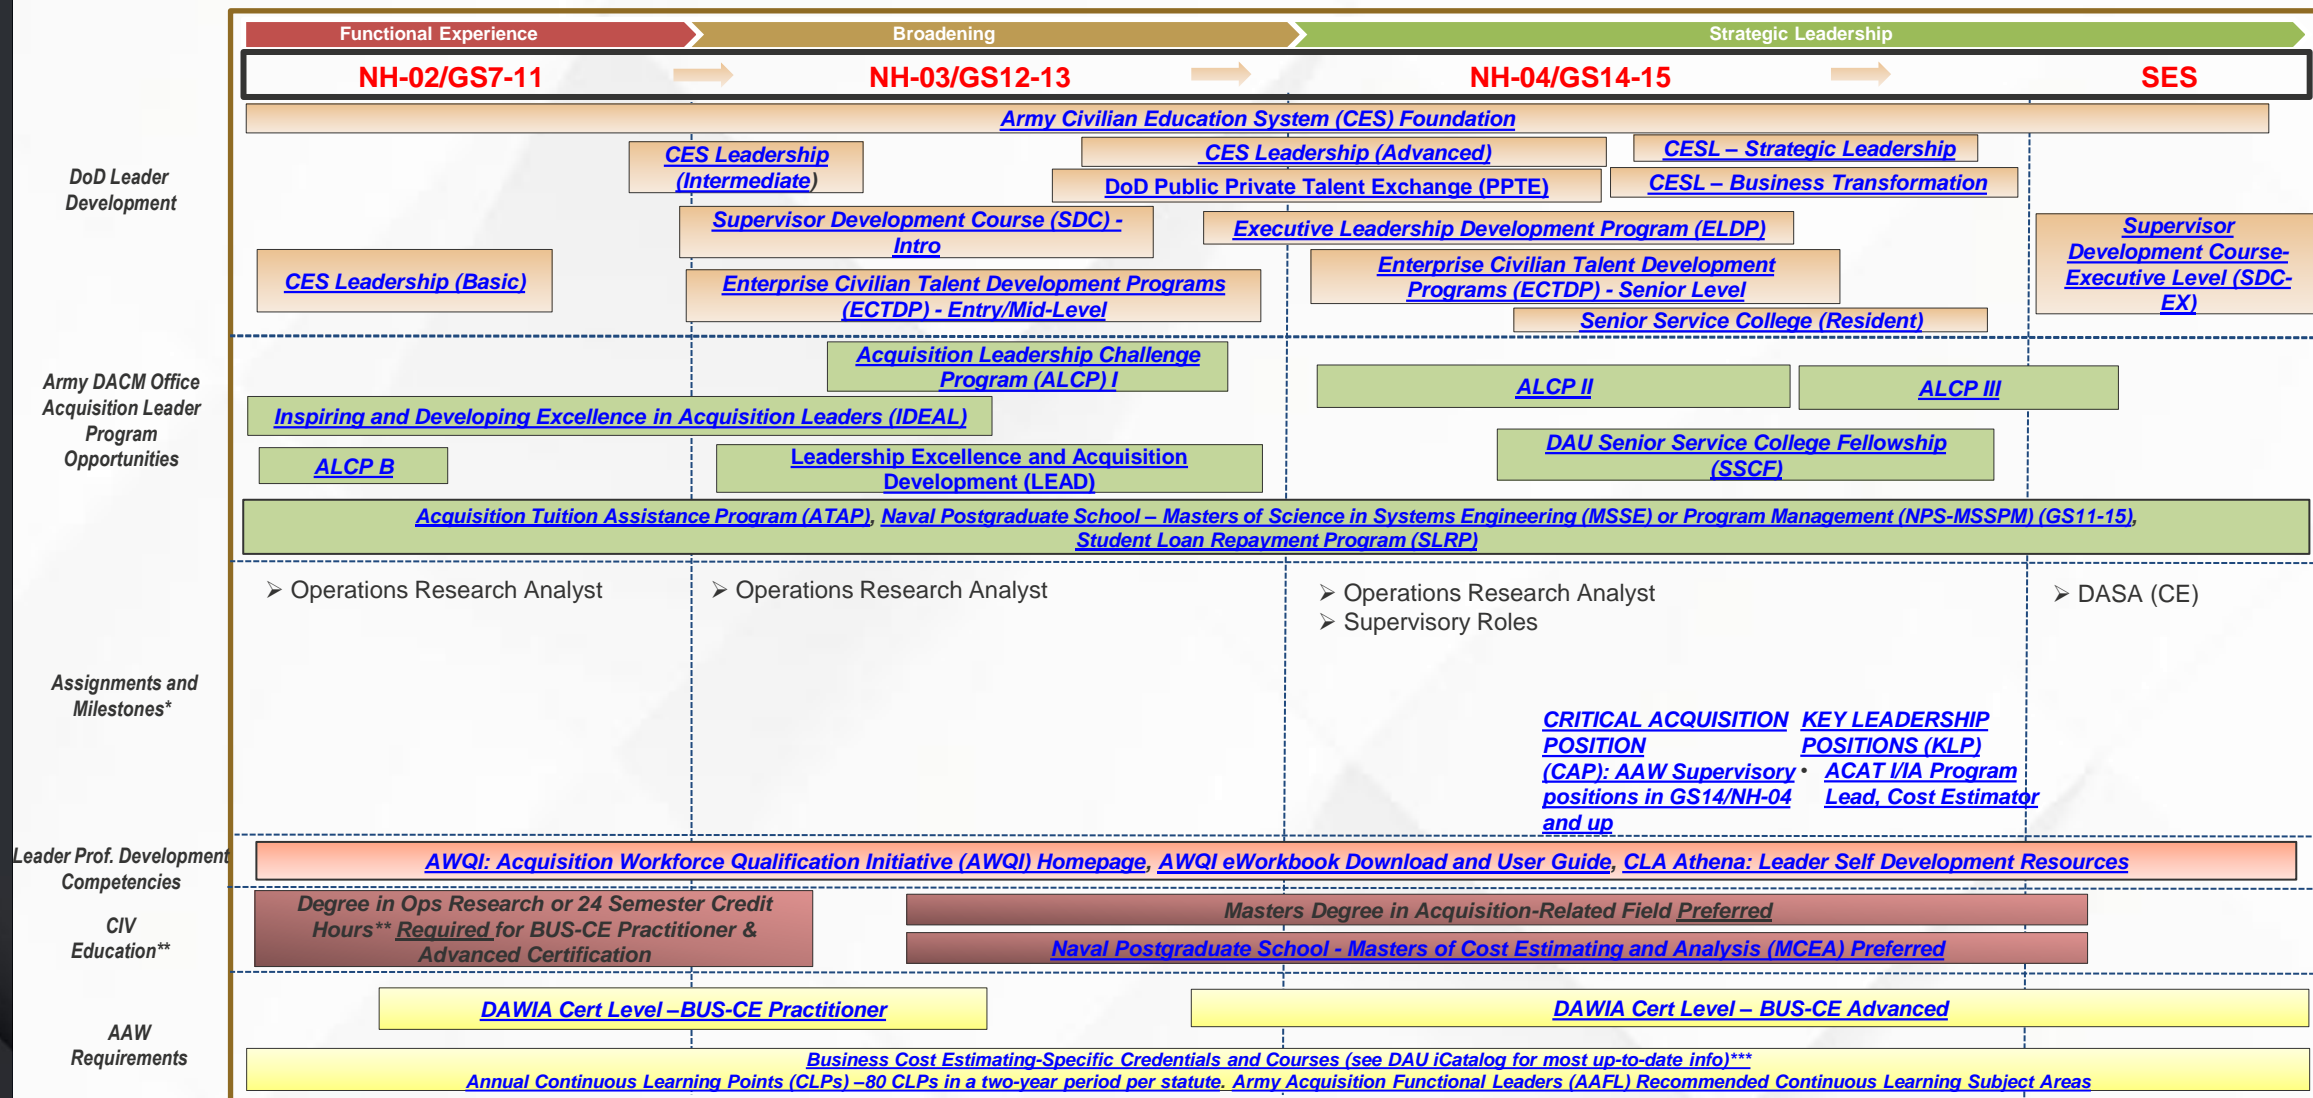 Functional Experience
Broadening
Strategic Leadership
NH-02/GS7-11
NH-03/GS12-13
NH-04/GS14-15
SES
DoD Leader
Development
Army Civilian Education System (CES) Foundation
CES Leadership
(Intermediate)
CES Leadership (Advanced)
CESL – Strategic Leadership
DoD Public Private Talent Exchange (PPTE)
CESL – Business Transformation
Supervisor Development Course (SDC) -
Intro
Executive Leadership Development Program (ELDP)
Supervisor
Development Course-
Executive Level (SDC-
EX)
CES Leadership (Basic)
Enterprise Civilian Talent Development Programs
(ECTDP) - Entry/Mid-Level
Enterprise Civilian Talent Development
Programs (ECTDP) - Senior Level
Senior Service College (Resident)
Army DACM Office
Acquisition Leader
Program
Opportunities
Acquisition Leadership Challenge
Program (ALCP) I
ALCP II
ALCP III
Inspiring and Developing Excellence in Acquisition Leaders (IDEAL)
ALCP B
Leadership Excellence and Acquisition
Development (LEAD)
DAU Senior Service College Fellowship
(SSCF)
Acquisition Tuition Assistance Program (ATAP), Naval Postgraduate School – Masters of Science in Systems Engineering (MSSE) or Program Management (NPS-MSSPM) (GS11-15),
Student Loan Repayment Program (SLRP)
Assignments and
Milestones*
➢ Operations Research Analyst
➢ Operations Research Analyst
➢ Operations Research Analyst
➢ Supervisory Roles
➢ DASA (CE)
CRITICAL ACQUISITION
POSITION
(CAP): AAW Supervisory
positions in GS14/NH-04
and up
KEY LEADERSHIP
POSITIONS (KLP)
• ACAT I/IA Program
Lead, Cost Estimator
Leader Prof. Development
Competencies
AWQI: Acquisition Workforce Qualification Initiative (AWQI) Homepage, AWQI eWorkbook Download and User Guide, CLA Athena: Leader Self Development Resources
CIV
Education**
Degree in Ops Research or 24 Semester Credit
Hours** Required for BUS-CE Practitioner &
Advanced Certification
Masters Degree in Acquisition-Related Field Preferred
Naval Postgraduate School - Masters of Cost Estimating and Analysis (MCEA) Preferred
AAW
Requirements
DAWIA Cert Level –BUS-CE Practitioner
DAWIA Cert Level – BUS-CE Advanced
Business Cost Estimating-Specific Credentials and Courses (see DAU iCatalog for most up-to-date info)***
Annual Continuous Learning Points (CLPs) –80 CLPs in a two-year period per statute. Army Acquisition Functional Leaders (AAFL) Recommended Continuous Learning Subject Areas